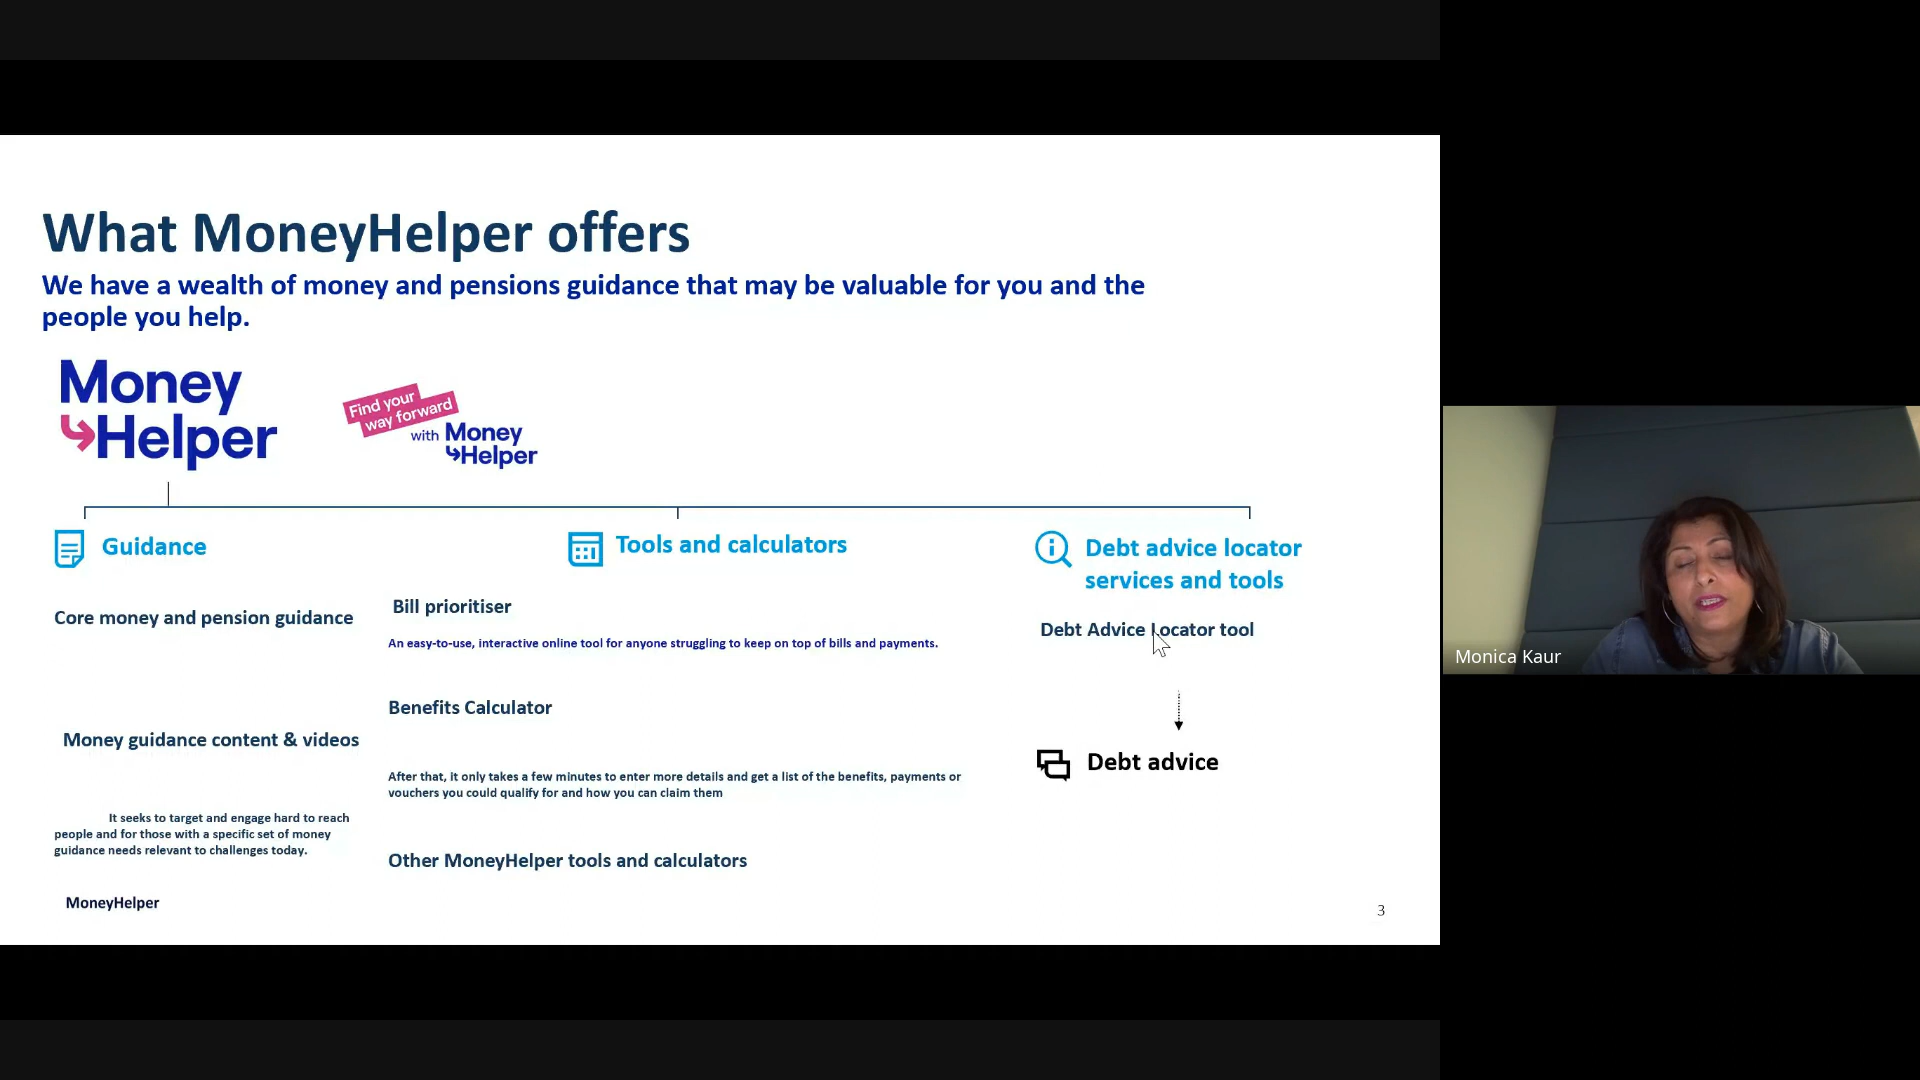 What MoneyHelper offers
We have a wealth of money and pensions guidance that may be valuable for you and the
people you help.
Money
Helper
Find your
way forward
with Money
Helper
Guidance
Core money and pension guidance
Money guidance content & videos
It seeks to target and engage hard to reach
people and for those with a specific set of money
guidance needs relevant to challenges today.
Tools and calculators
Bill prioritiser
An easy-to-use, interactive online tool for anyone struggling to keep on top of bills and payments.
Benefits Calculator
After that, it only takes a few minutes to enter more details and get a list of the benefits, payments or
vouchers you could qualify for and how you can claim them
Other MoneyHelper tools and calculators
Debt advice locator
services and tools
Debt Advice Locator tool
Debt advice
MoneyHelper
3
Monica Kaur